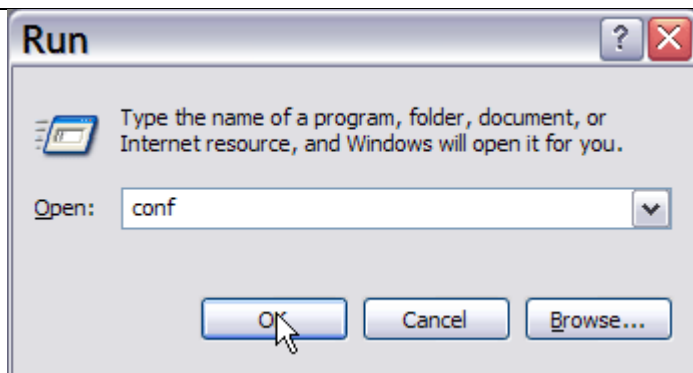 Run
Type the name of a program, folder, document, or
Internet resource, and Windows will open it for you.
Open: conf
OK Cancel Browse...